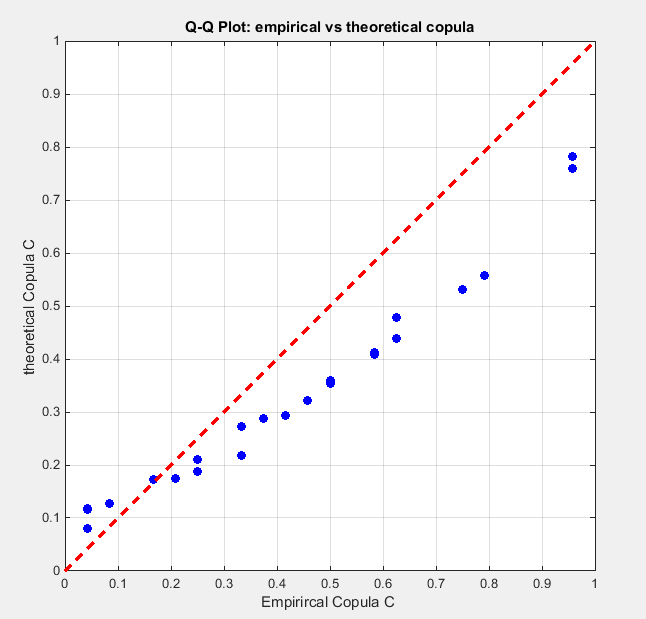 Q-Q Plot: empirical vs theoretical copula
1
0.9
0.8
0.7
0.6
0.5
0.4
0.3
0.2
0.1
0
theoretical Copula C
0 0.1 0.2 0.3 0.4 0.5 0.6 0.7 0.8 0.9 1
Empirircal Copula C